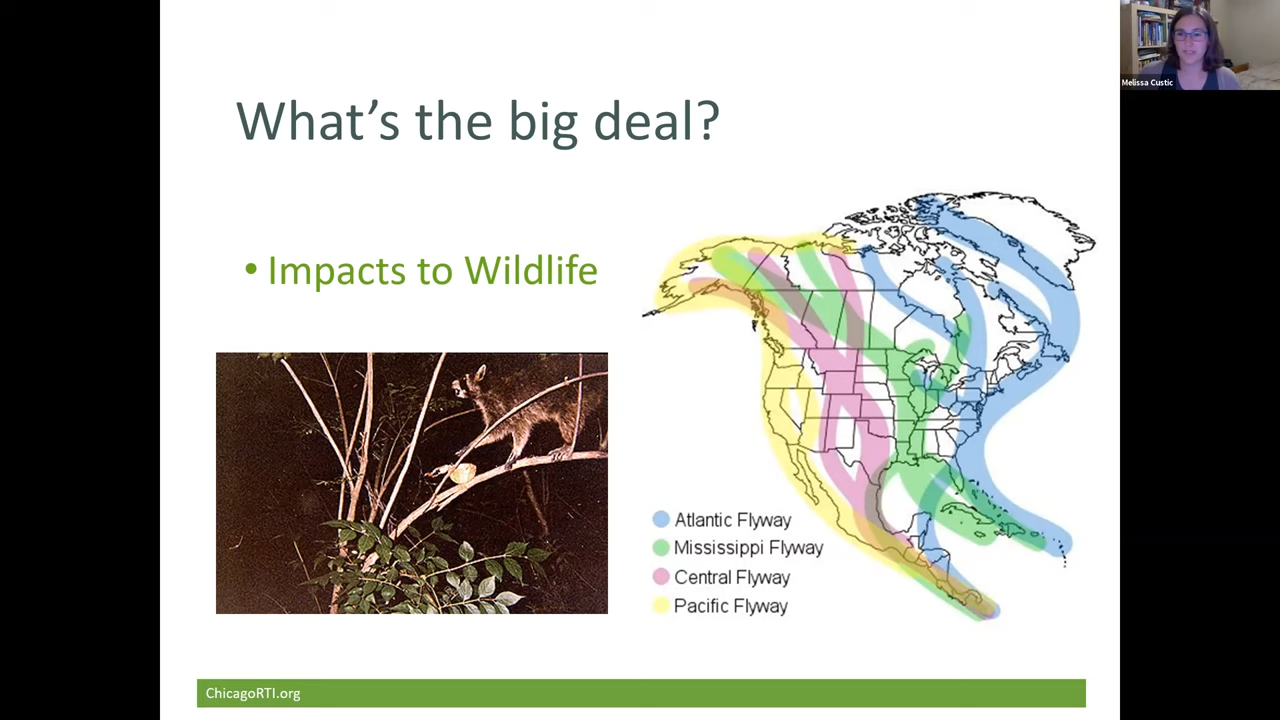 What's the big deal?
Melissa Custic
• Impacts to Wildlife
Atlantic Flyway
Mississippi Flyway
Central Flyway
Pacific Flyway
ChicagoRTI.org